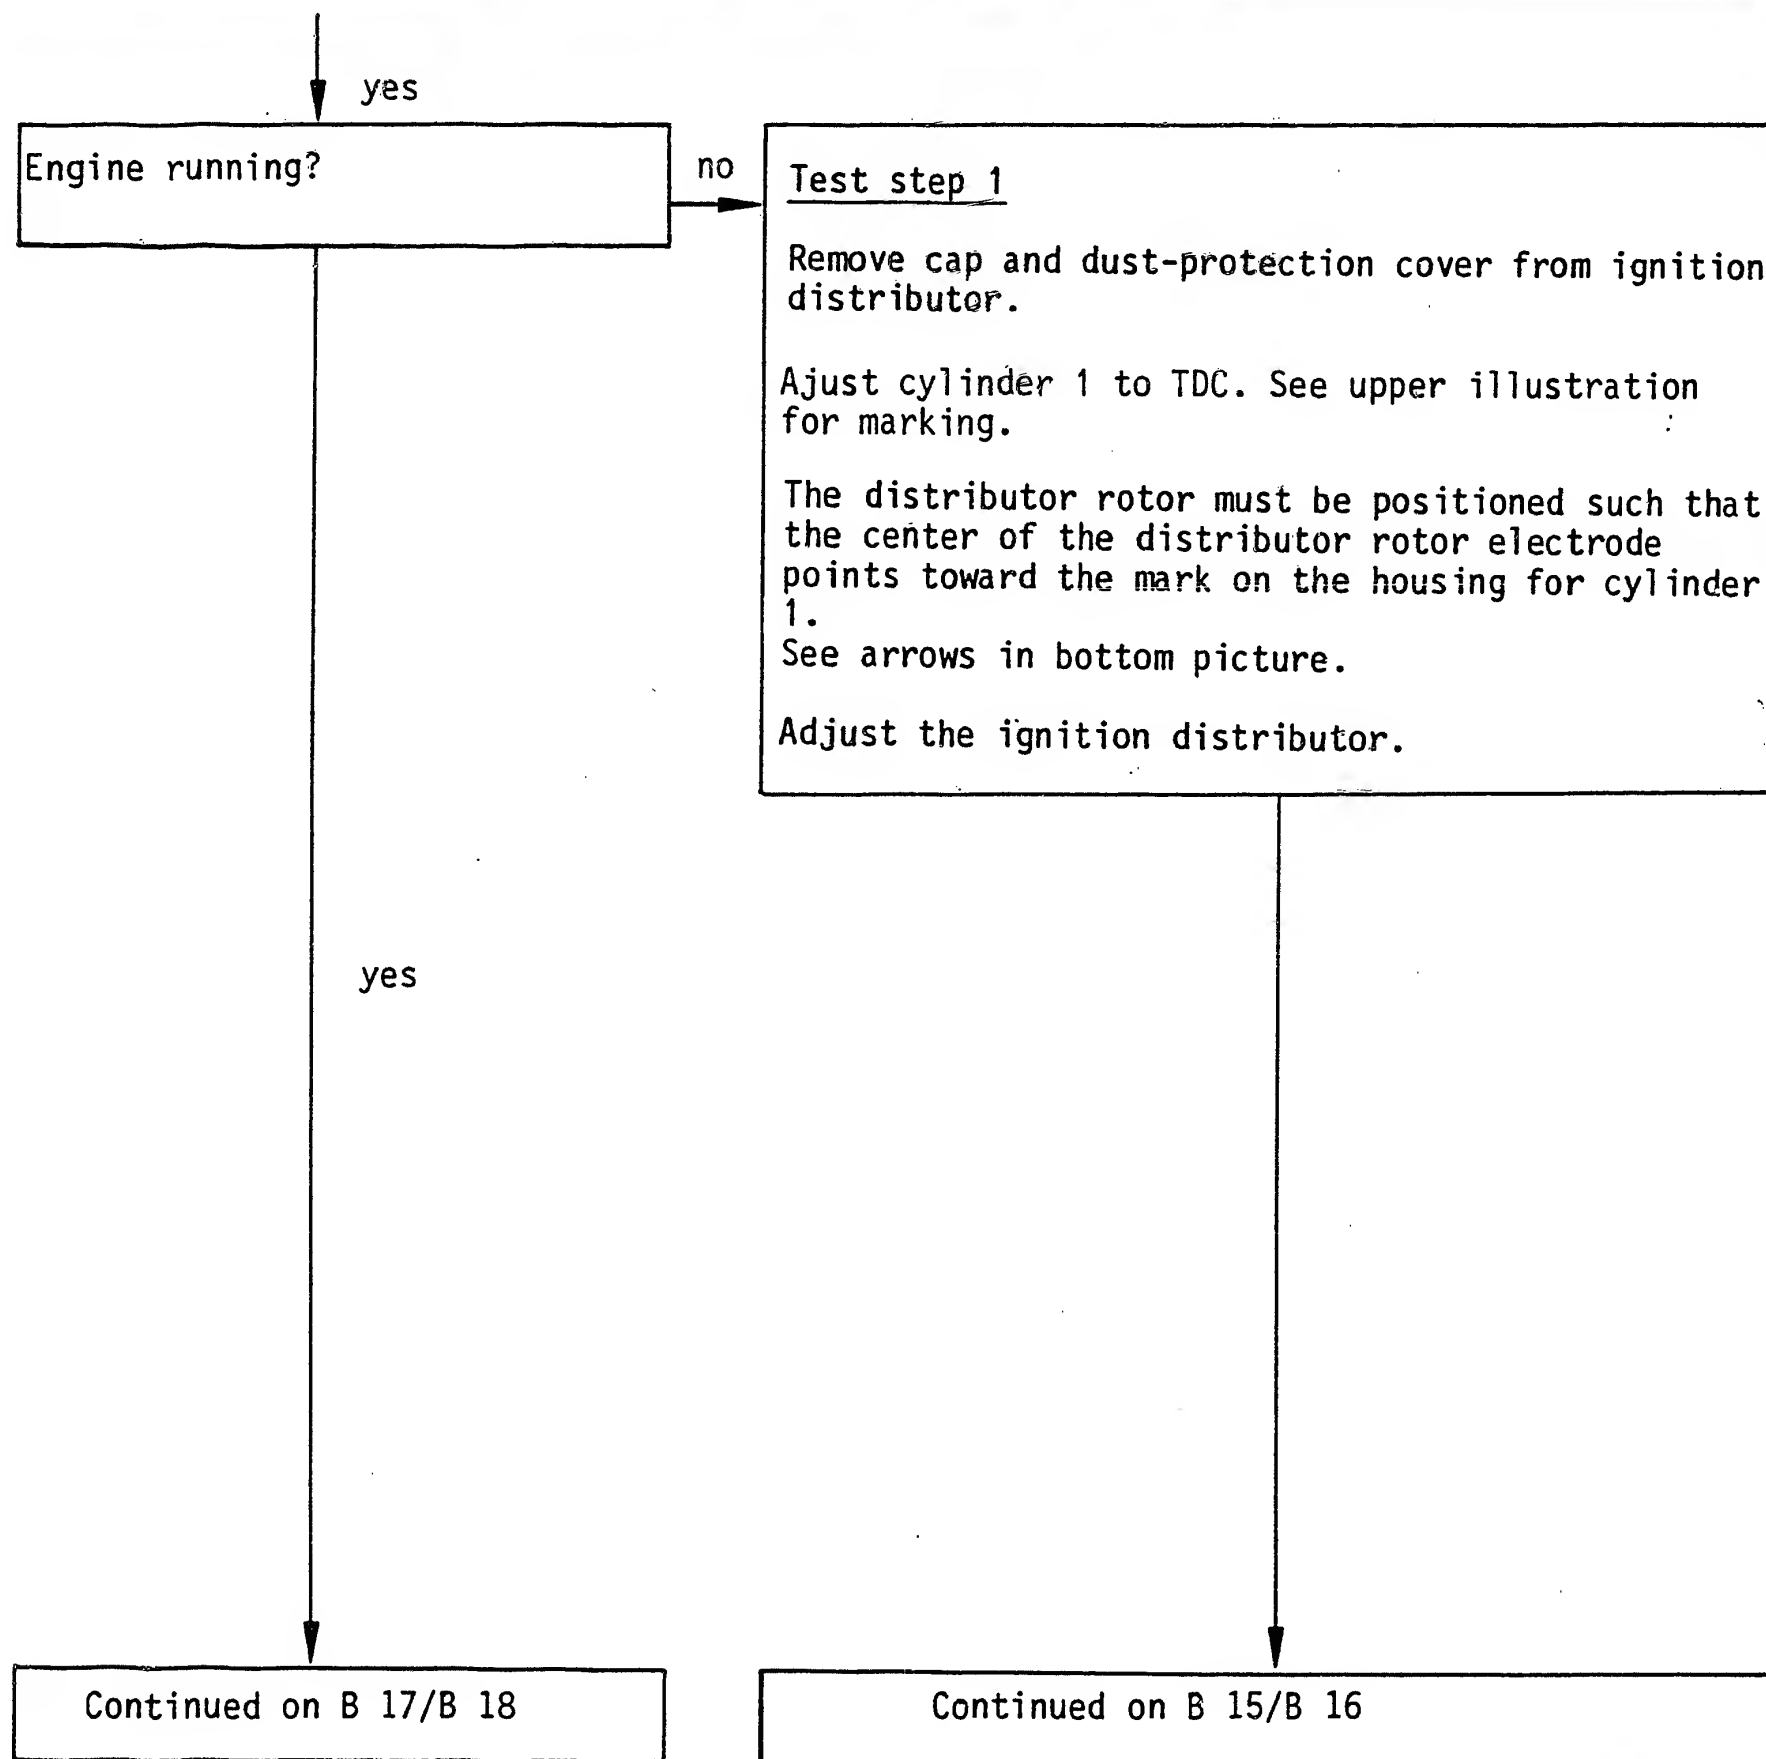 yes
Engine running?
no
Test step 1
Remove cap and dust-protection cover from ignition
distributor.
Ajust cylinder 1 to TDC. See upper illustration
for marking.
The distributor rotor must be positioned such that
the center of the distributor rotor electrode
points toward the mark on the housing for cylinder
1.
See arrows in bottom picture.
Adjust the ignition distributor.
yes
Continued on B 17/B 18
Continued on B 15/B 16